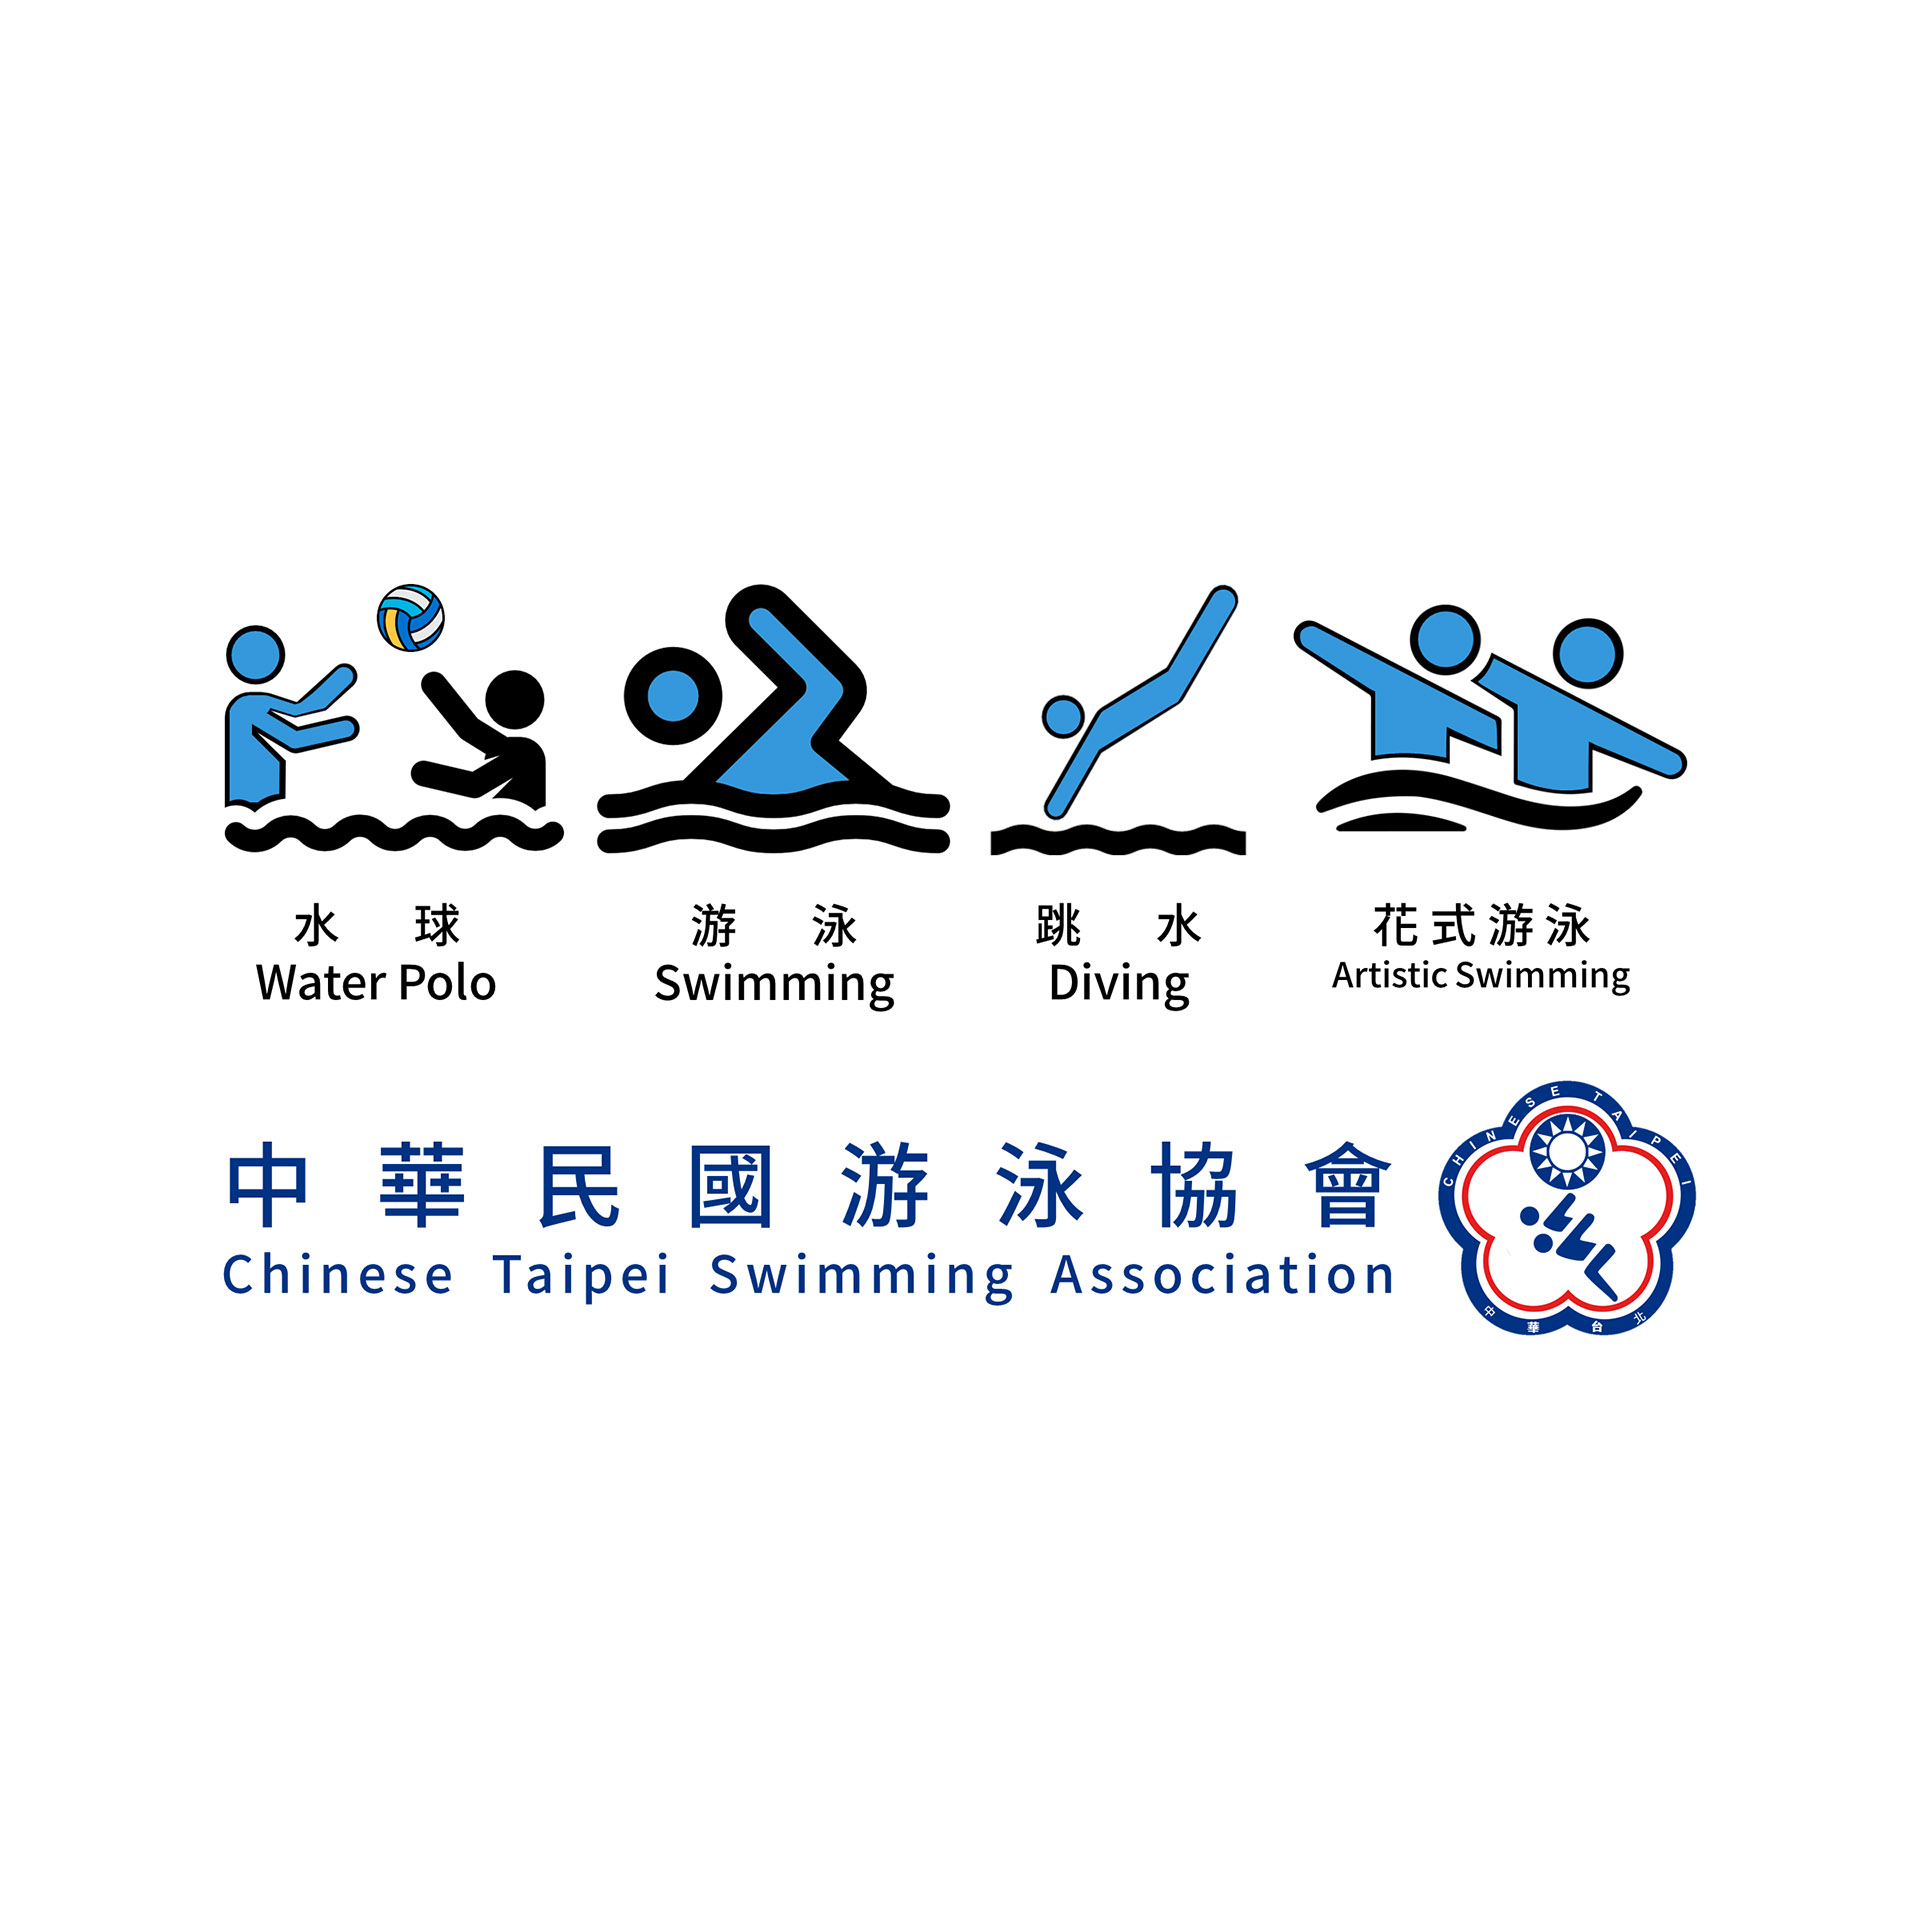 水球
Water Polo
游泳
Swimming
跳水
Diving
花式游泳
Artistic Swimming
中華民國游泳協會
Chinese Taipei Swimming Association
CHINESE TAIPEI
中華台北